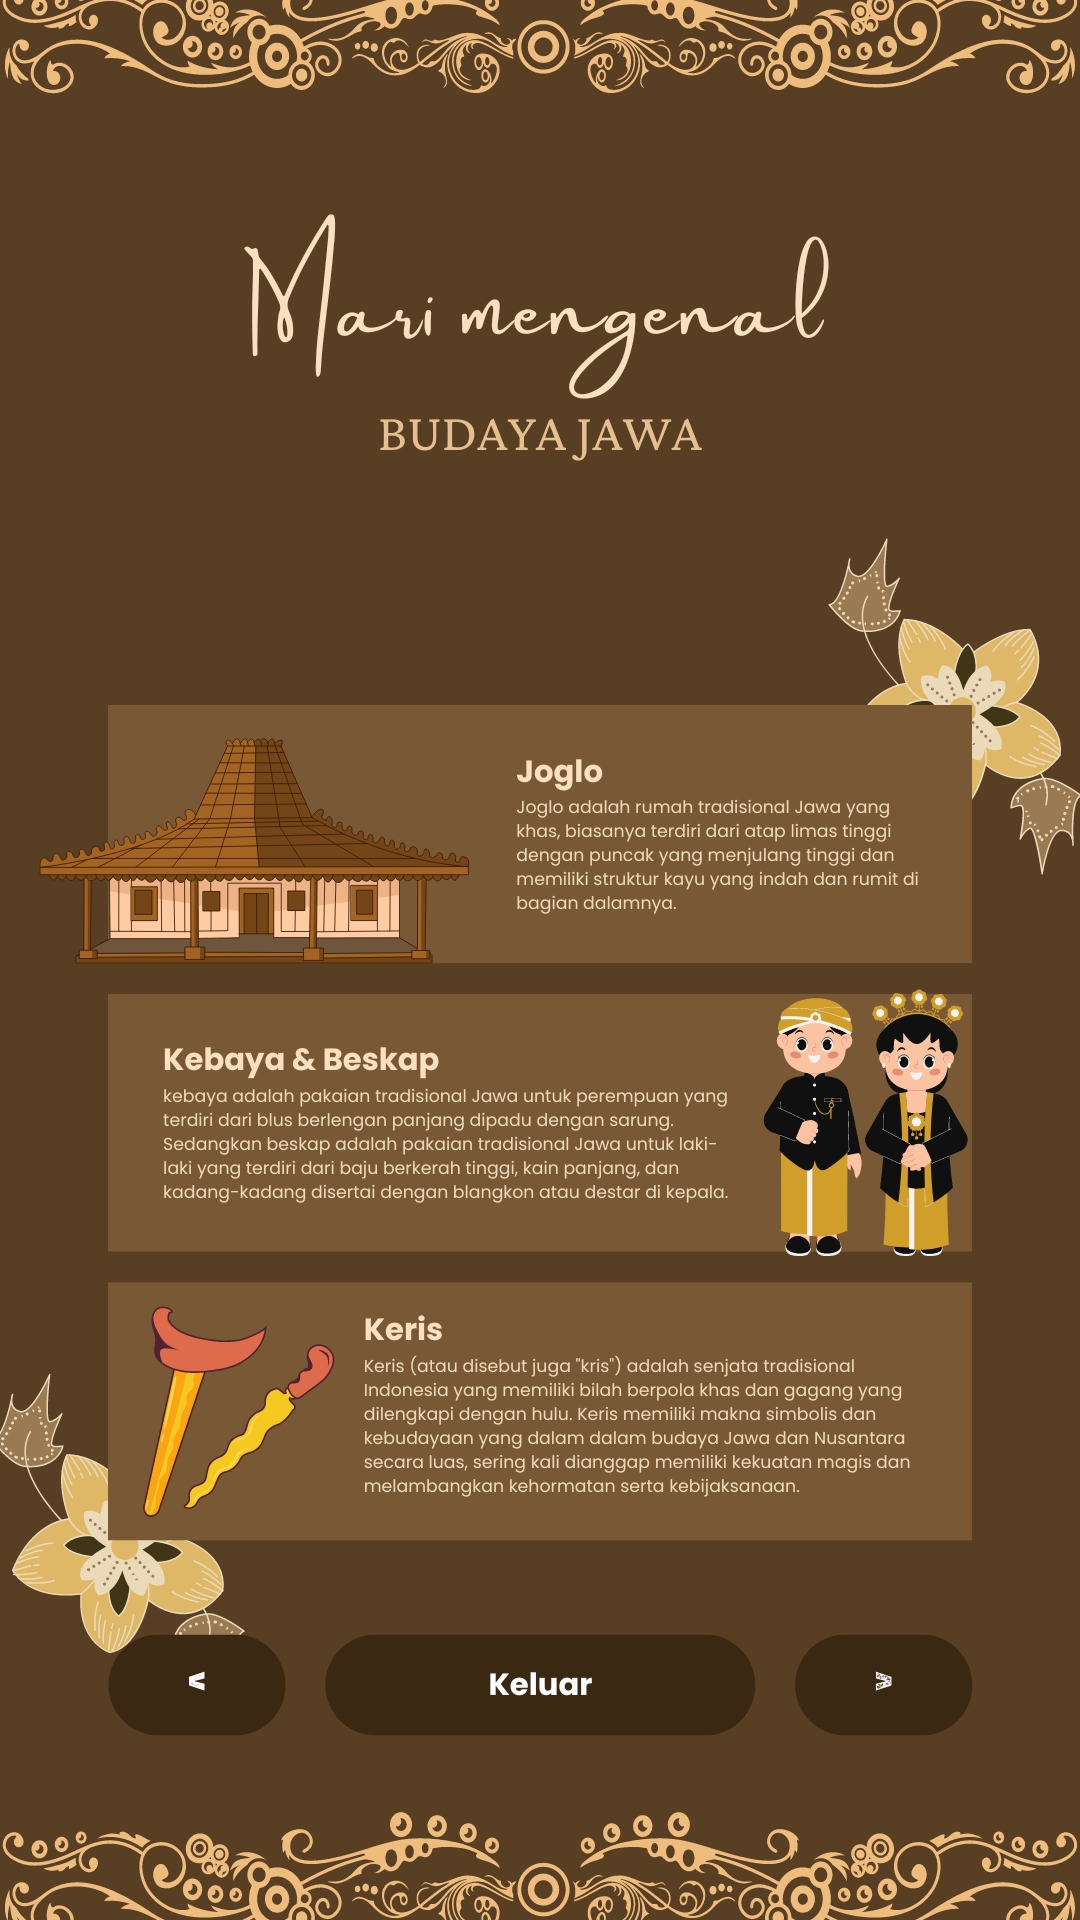 Mari mengenal
BUDAYA JAWA
Joglo
Joglo adalah rumah tradisional Jawa yang
khas, biasanya terdiri dari atap limas tinggi
dengan puncak yang menjulang tinggi dan
memiliki struktur kayu yang indah dan rumit di
bagian dalamnya.
Kebaya & Beskap
kebaya adalah pakaian tradisional Jawa untuk perempuan yang
terdiri dari blus berlengan panjang dipadu dengan sarung.
Sedangkan beskap adalah pakaian tradisional Jawa untuk laki-
laki yang terdiri dari baju berkerah tinggi, kain panjang, dan
kadang-kadang disertai dengan blangkon atau destar di kepala.
Keris
Keris (atau disebut juga "kris") adalah senjata tradisional
Indonesia yang memiliki bilah berpola khas dan gagang yang
dilengkapi dengan hulu. Keris memiliki makna simbolis dan
kebudayaan yang dalam dalam budaya Jawa dan Nusantara
secara luas, sering kali dianggap memiliki kekuatan magis dan
melambangkan kehormatan serta kebijaksanaan.
< Keluar >